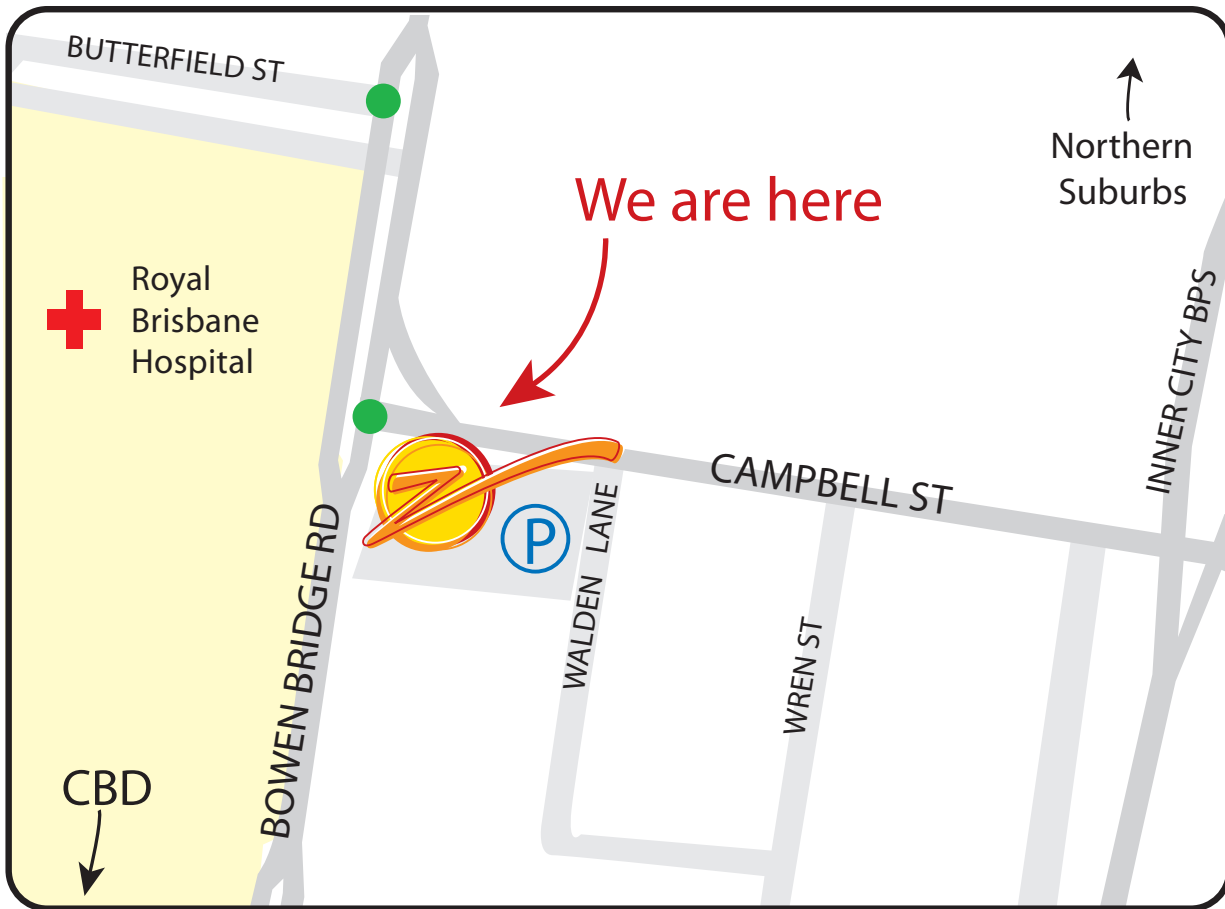 BUTTERFIELD ST
Northern
Suburbs
We are here
Royal
Brisbane
Hospital
INNER CITY BPS
CAMPBELL ST
P
WALDEN LANE
BOWEN BRIDGE RD
WREN ST
CBD